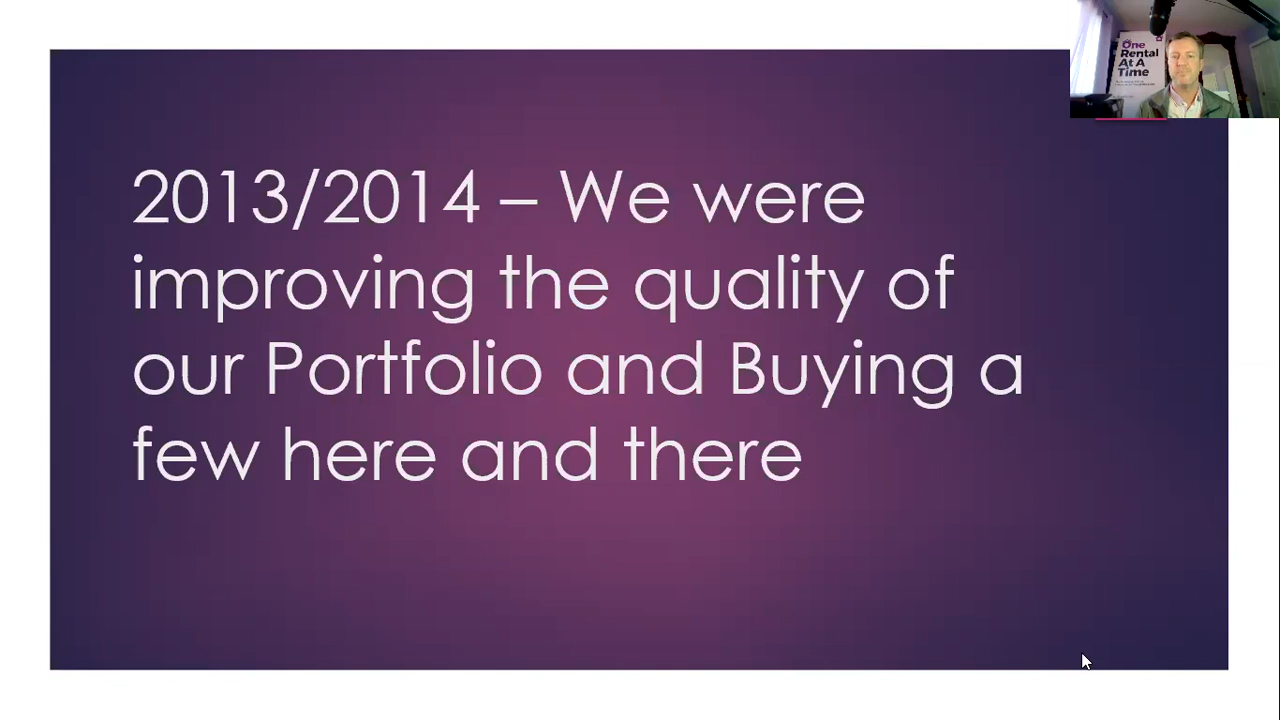 2013/2014 – We were
improving the quality of
our Portfolio and Buying a
few here and there
One
Rental
At A
Time